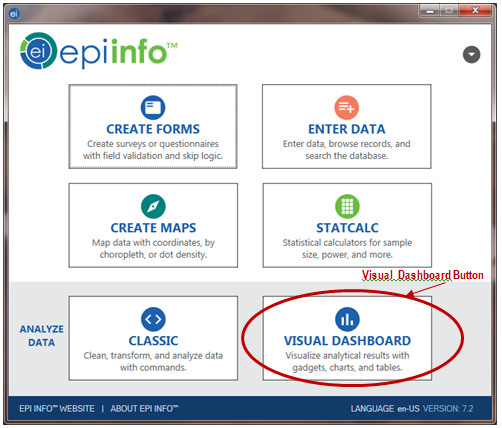 ei
ei epiinfo™
CREATE FORMS
Create surveys or questionnaires
with field validation and skip logic.
ENTER DATA
Enter data, browse records, and
search the database.
CREATE MAPS
Map data with coordinates, by
choropleth, or dot density.
STATCALC
Statistical calculators for sample
size, power, and more.
Visual Dashboard Button
ANALYZE
DATA
CLASSIC
Clean, transform, and analyze data
with commands.
VISUAL DASHBOARD
Visualize analytical results with
gadgets, charts, and tables.
EPI INFO™ WEBSITE | ABOUT EPI INFO™ LANGUAGE en-US VERSION: 7.2